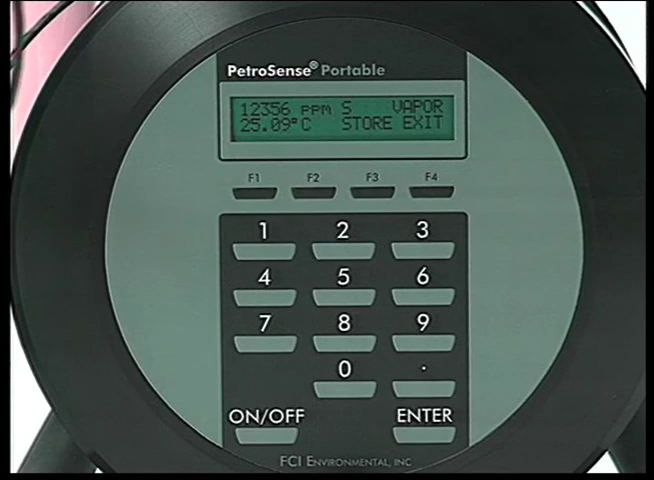 PetroSense® Portable
12356 PPM S VAPOR
25.09°C STORE EXIT
F1 F2 F3 F4
1 2 3
4 5 6
7 8 9
0 .
ON/OFF ENTER
FCI ENVIRONMENTAL, INC